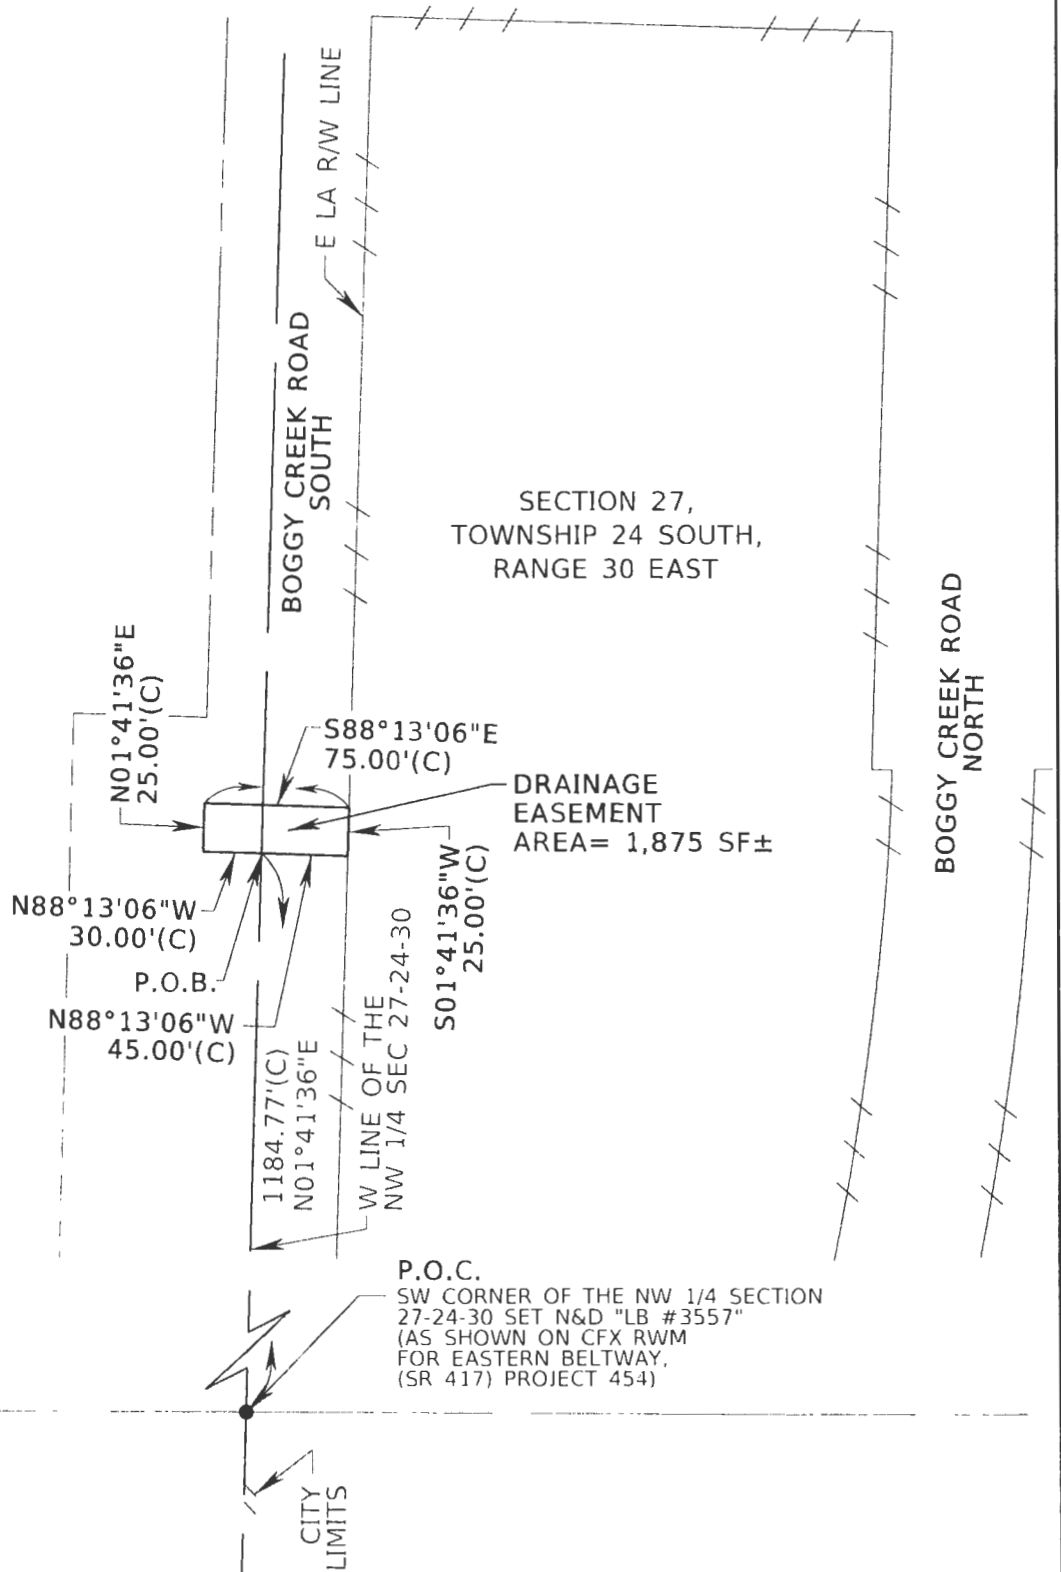 E LA R/W LINE
BOGGY CREEK ROAD
SOUTH
SECTION 27,
TOWNSHIP 24 SOUTH,
RANGE 30 EAST
BOGGY CREEK ROAD
NORTH
N01°41'36"E
25.00'(C)
S88°13'06"E
75.00'(C)
DRAINAGE
EASEMENT
AREA= 1,875 SF±
S01°41'36"W
25.00'(C)
N88°13'06"W
30.00'(C)
P.O.B.
N88°13'06"W
45.00'(C)
1184.77'(C)
N01°41'36"E
W LINE OF THE
NW 1/4 SEC 27-24-30
P.O.C.
SW CORNER OF THE NW 1/4 SECTION
27-24-30 SET N&D "LB #3557"
(AS SHOWN ON CFX RWM
FOR EASTERN BELTWAY,
(SR 417) PROJECT 454)
CITY
LIMITS